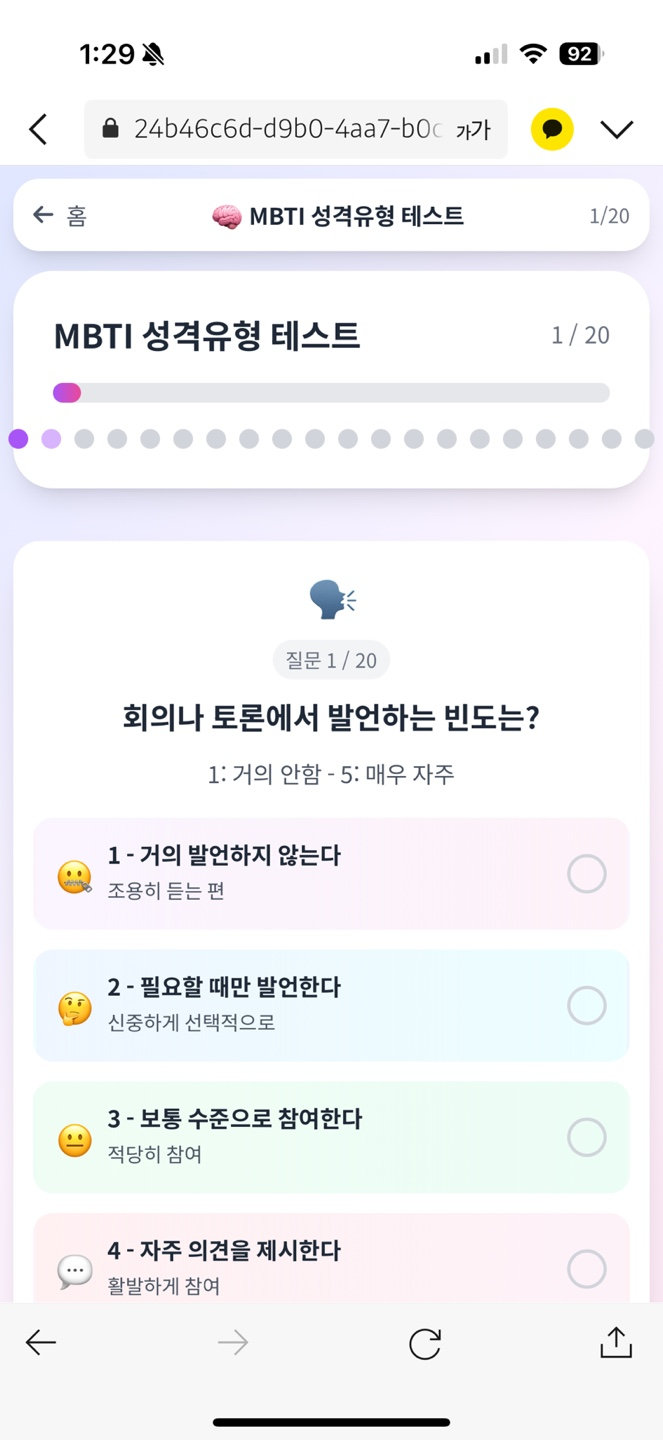 1:29
92
24b46c6d-d9b0-4aa7-b0c
가가
홈
MBTI 성격유형 테스트
1/20
MBTI 성격유형 테스트
1 / 20
질문 1 / 20
회의나 토론에서 발언하는 빈도는?
1: 거의 안함 - 5: 매우 자주
1 - 거의 발언하지 않는다
조용히 듣는 편
2 - 필요할 때만 발언한다
신중하게 선택적으로
3 - 보통 수준으로 참여한다
적당히 참여
4 - 자주 의견을 제시한다
활발하게 참여